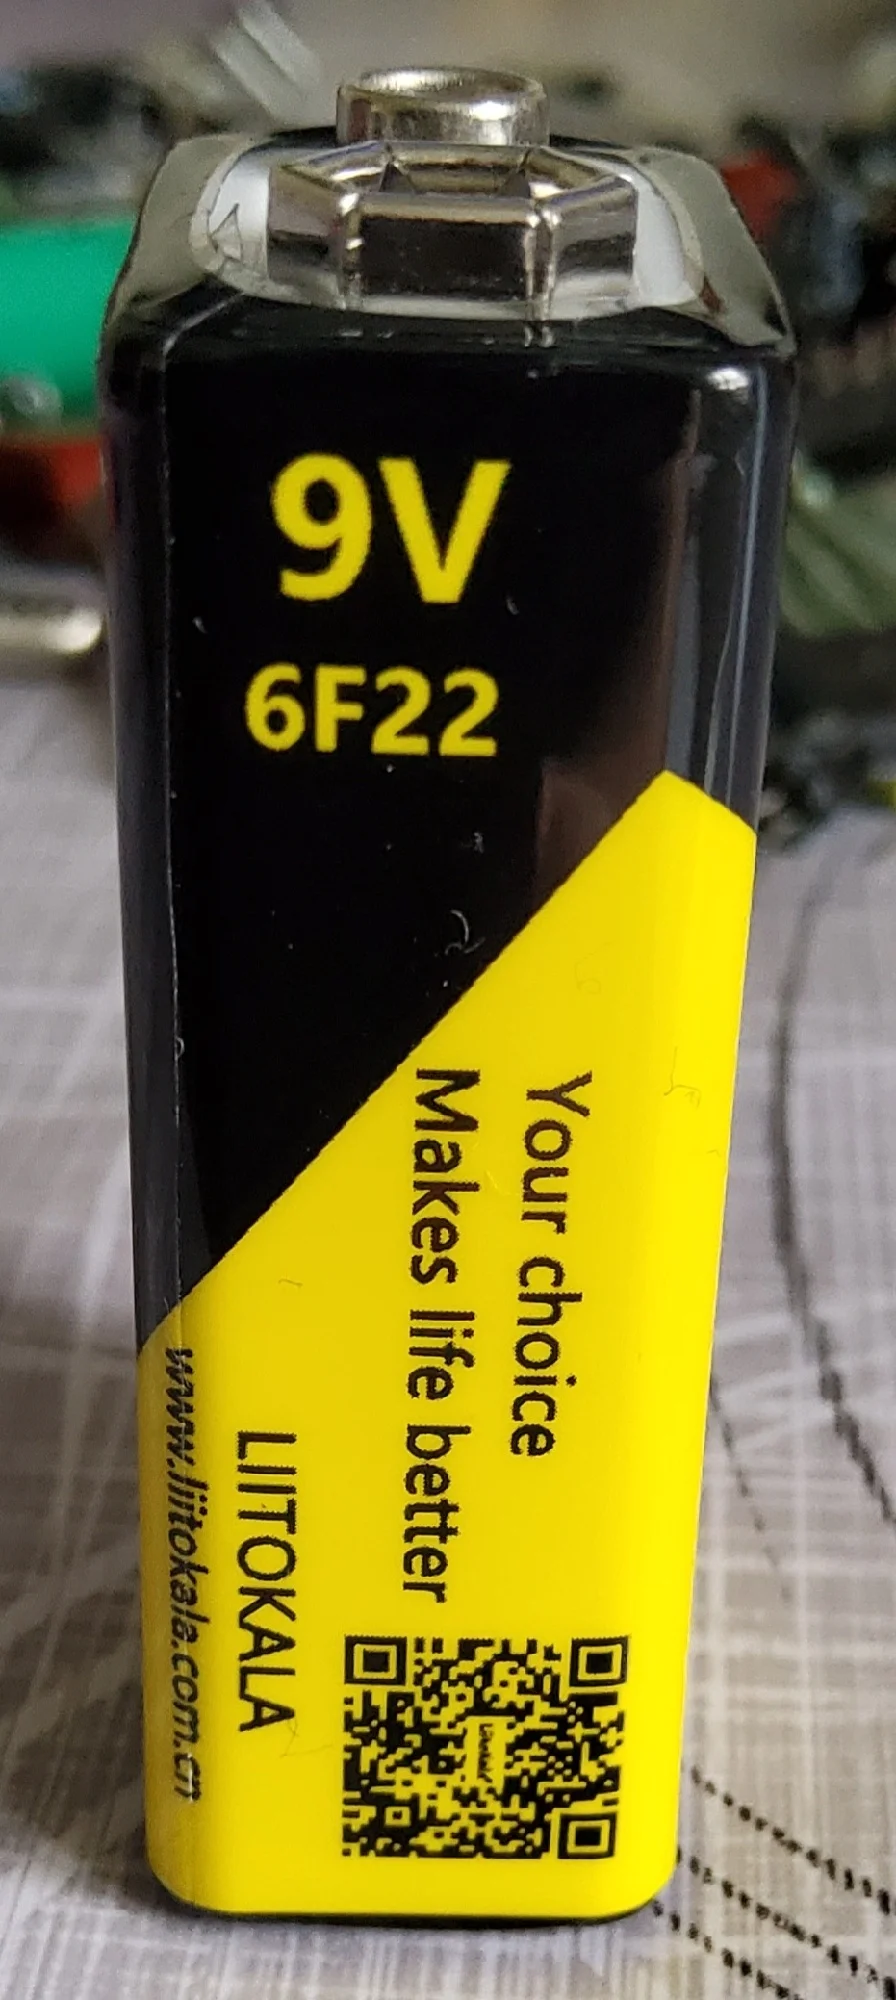 9V
6F22
Your choice
Makes life better
LIITOKALA
www.liitokala.com.cn